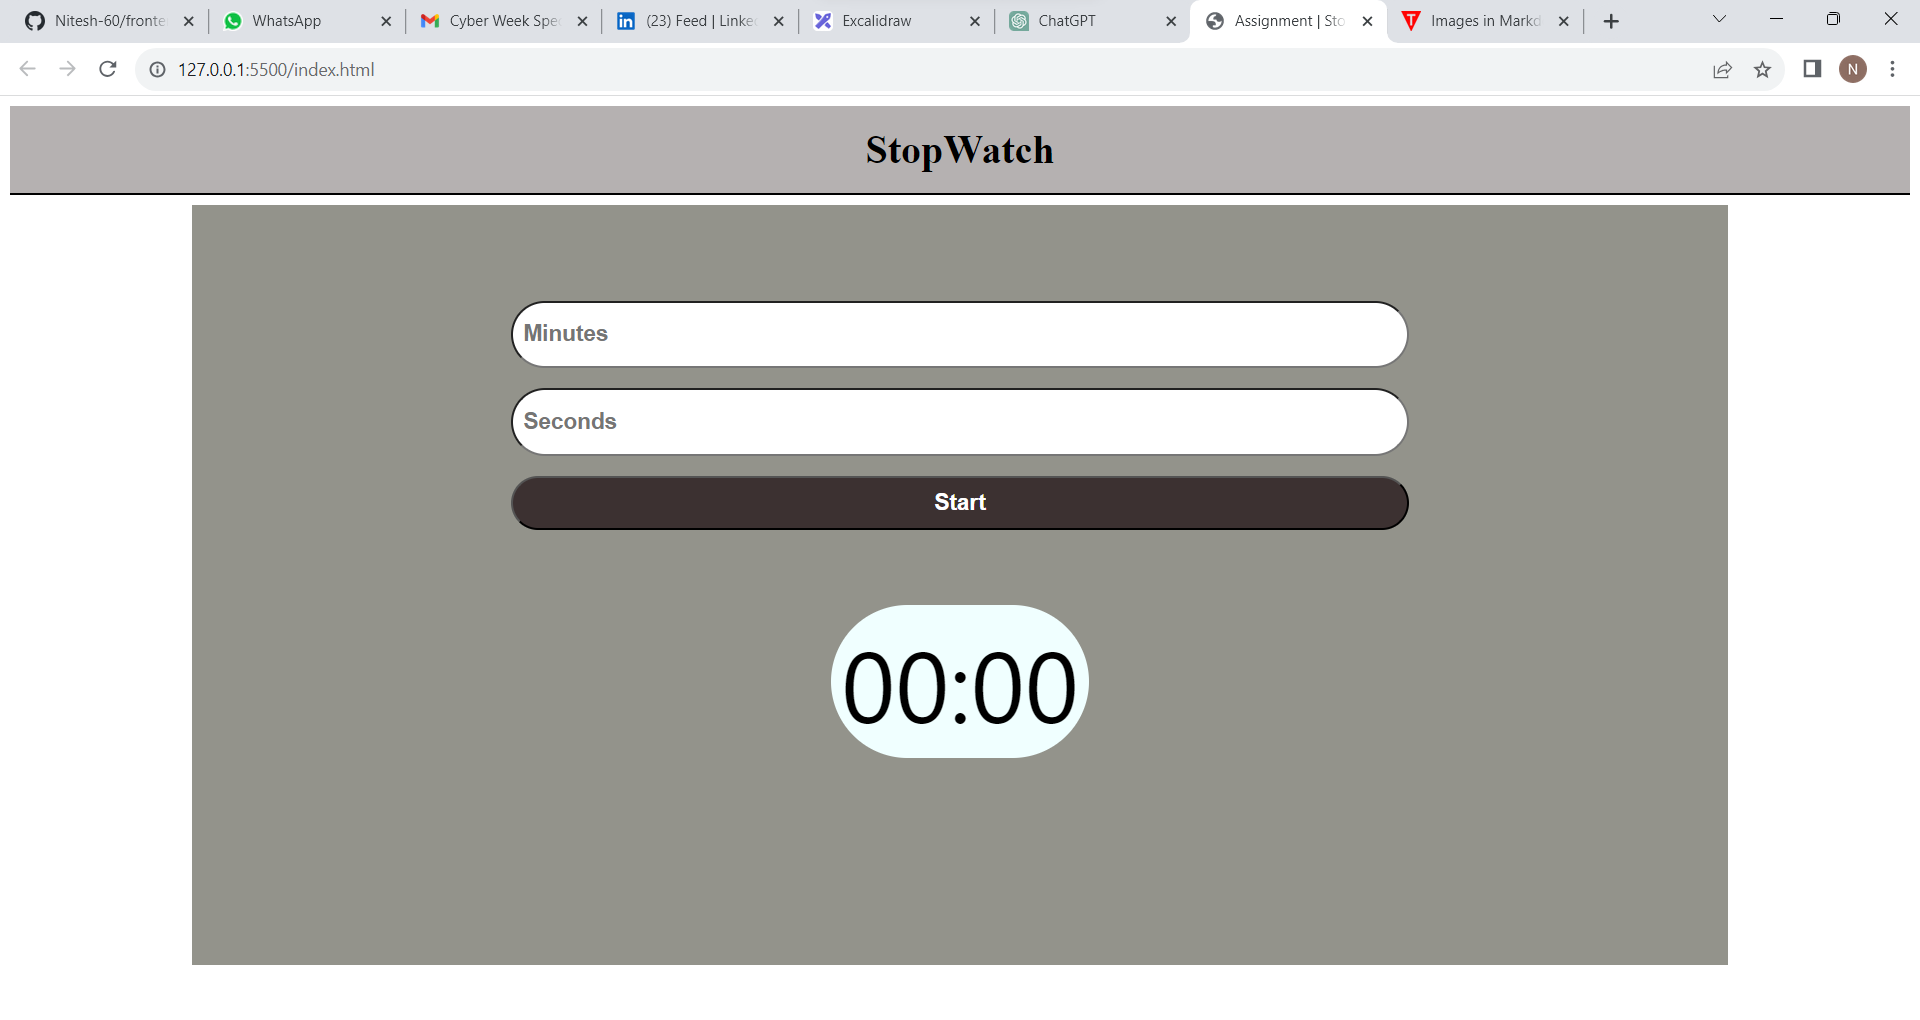 Nitesh-60/fronte
WhatsApp
Cyber Week Spe
(23) Feed | Linke
Excalidraw
ChatGPT
Assignment | Sto
Images in Markd
127.0.0.1:5500/index.html
N
StopWatch
Minutes
Seconds
Start
00:00